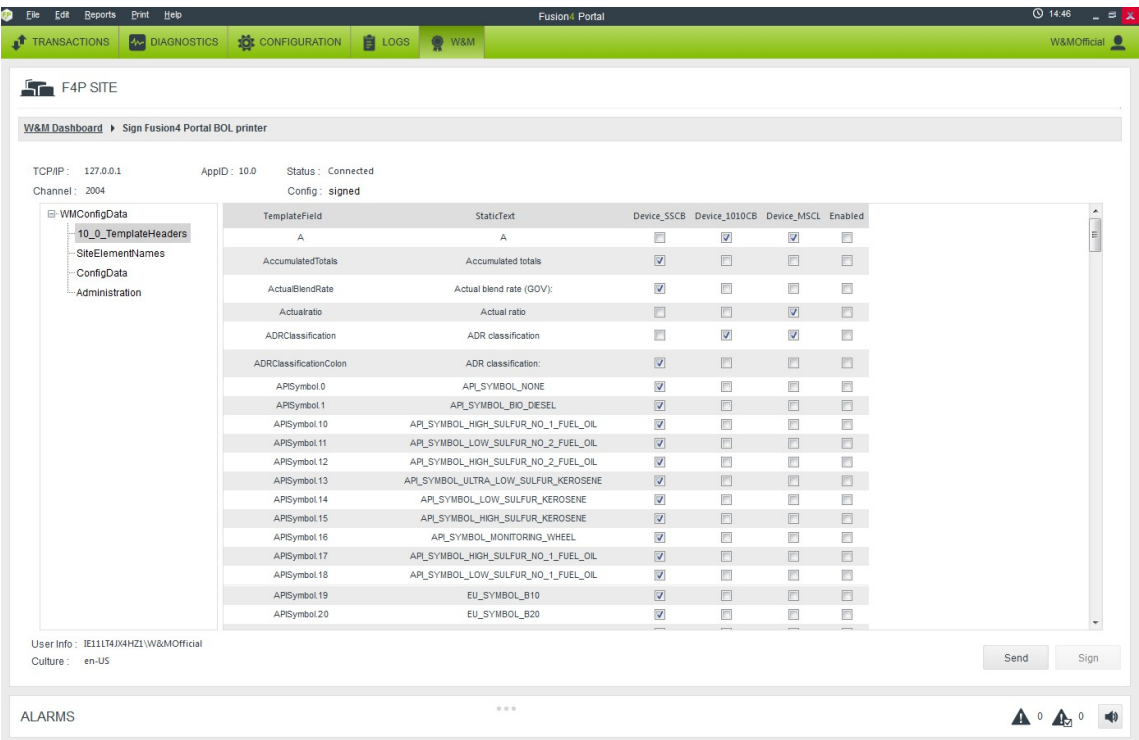 FP File Edit Reports Print Help Fusion4 Portal 14:46
TRANSACTIONS DIAGNOSTICS CONFIGURATION LOGS W&M W&MOfficial
F4P SITE
W&M Dashboard Sign Fusion4 Portal BOL printer
TCP/IP : 127.0.0.1 AppID : 10.0 Status : Connected
Channel : 2004 Config : signed
WMConfigData
10_0_TemplateHeaders
SiteElementNames
ConfigData
Administration
TemplateField StaticText Device_SSCB Device_1010CB Device_MSCL Enabled
A A
AccumulatedTotals Accumulated totals
ActualBlendRate Actual blend rate (GOV):
Actualratio Actual ratio
ADRClassification ADR classification
ADRClassificationColon ADR classification:
APISymbol.0 API_SYMBOL_NONE
APISymbol.1 API_SYMBOL_BIO_DIESEL
APISymbol.10 API_SYMBOL_HIGH_SULFUR_NO_1_FUEL_OIL
APISymbol.11 API_SYMBOL_LOW_SULFUR_NO_2_FUEL_OIL
APISymbol.12 API_SYMBOL_HIGH_SULFUR_NO_2_FUEL_OIL
APISymbol.13 API_SYMBOL_ULTRA_LOW_SULFUR_KEROSENE
APISymbol.14 API_SYMBOL_LOW_SULFUR_KEROSENE
APISymbol.15 API_SYMBOL_HIGH_SULFUR_KEROSENE
APISymbol.16 API_SYMBOL_MONITORING_WHEEL
APISymbol.17 API_SYMBOL_HIGH_SULFUR_NO_1_FUEL_OIL
APISymbol.18 API_SYMBOL_LOW_SULFUR_NO_1_FUEL_OIL
APISymbol.19 EU_SYMBOL_B10
APISymbol.20 EU_SYMBOL_B20
User Info : IE11LT4JX4HZ1\W&MOfficial
Culture : en-US
Send Sign
ALARMS 0 0